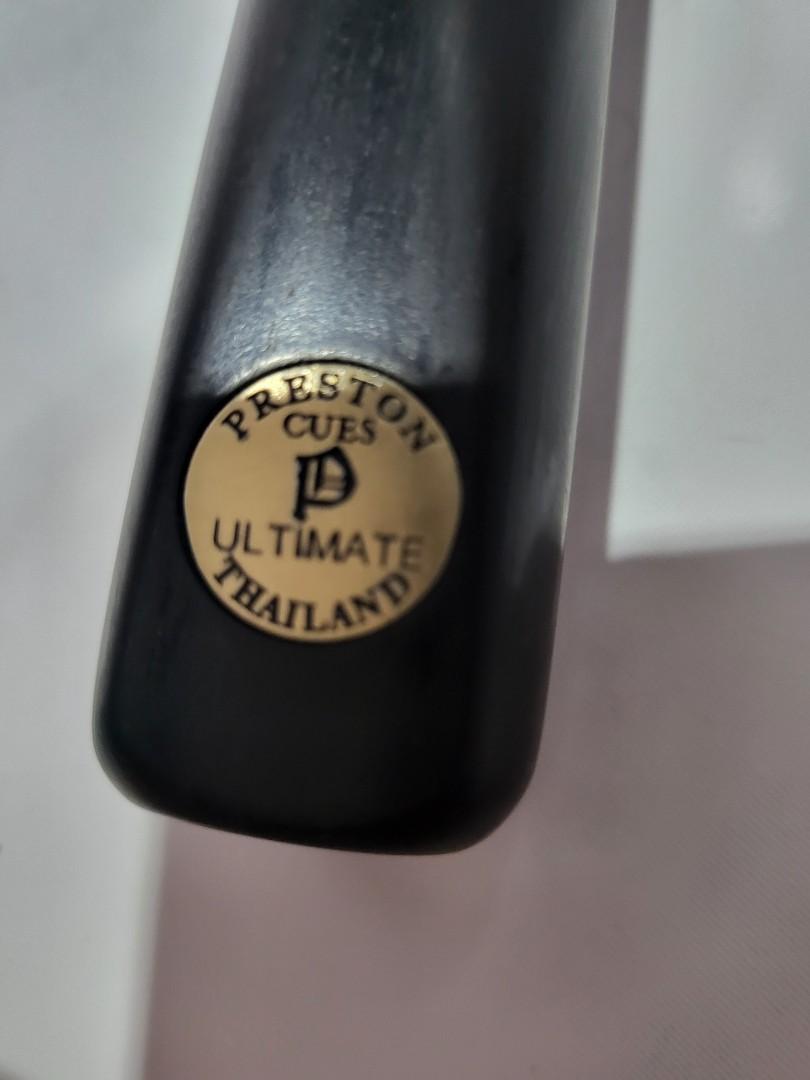 PRESTON
CUES
P
ULTIMATE
THAILAND